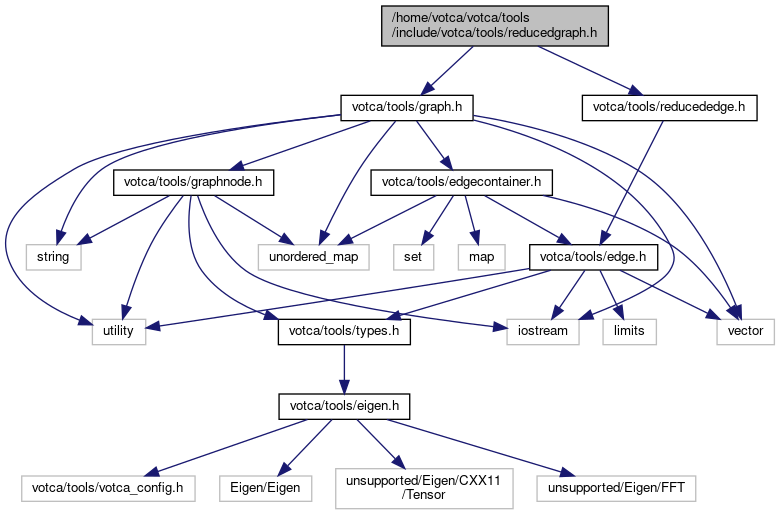 /home/votca/votca/tools
/include/votca/tools/reducedgraph.h
votca/tools/graph.h
votca/tools/reducededge.h
votca/tools/graphnode.h
votca/tools/edgecontainer.h
string
unordered_map
set
map
votca/tools/edge.h
utility
votca/tools/types.h
iostream
limits
vector
votca/tools/eigen.h
votca/tools/votca_config.h
Eigen/Eigen
unsupported/Eigen/CXX11
/Tensor
unsupported/Eigen/FFT